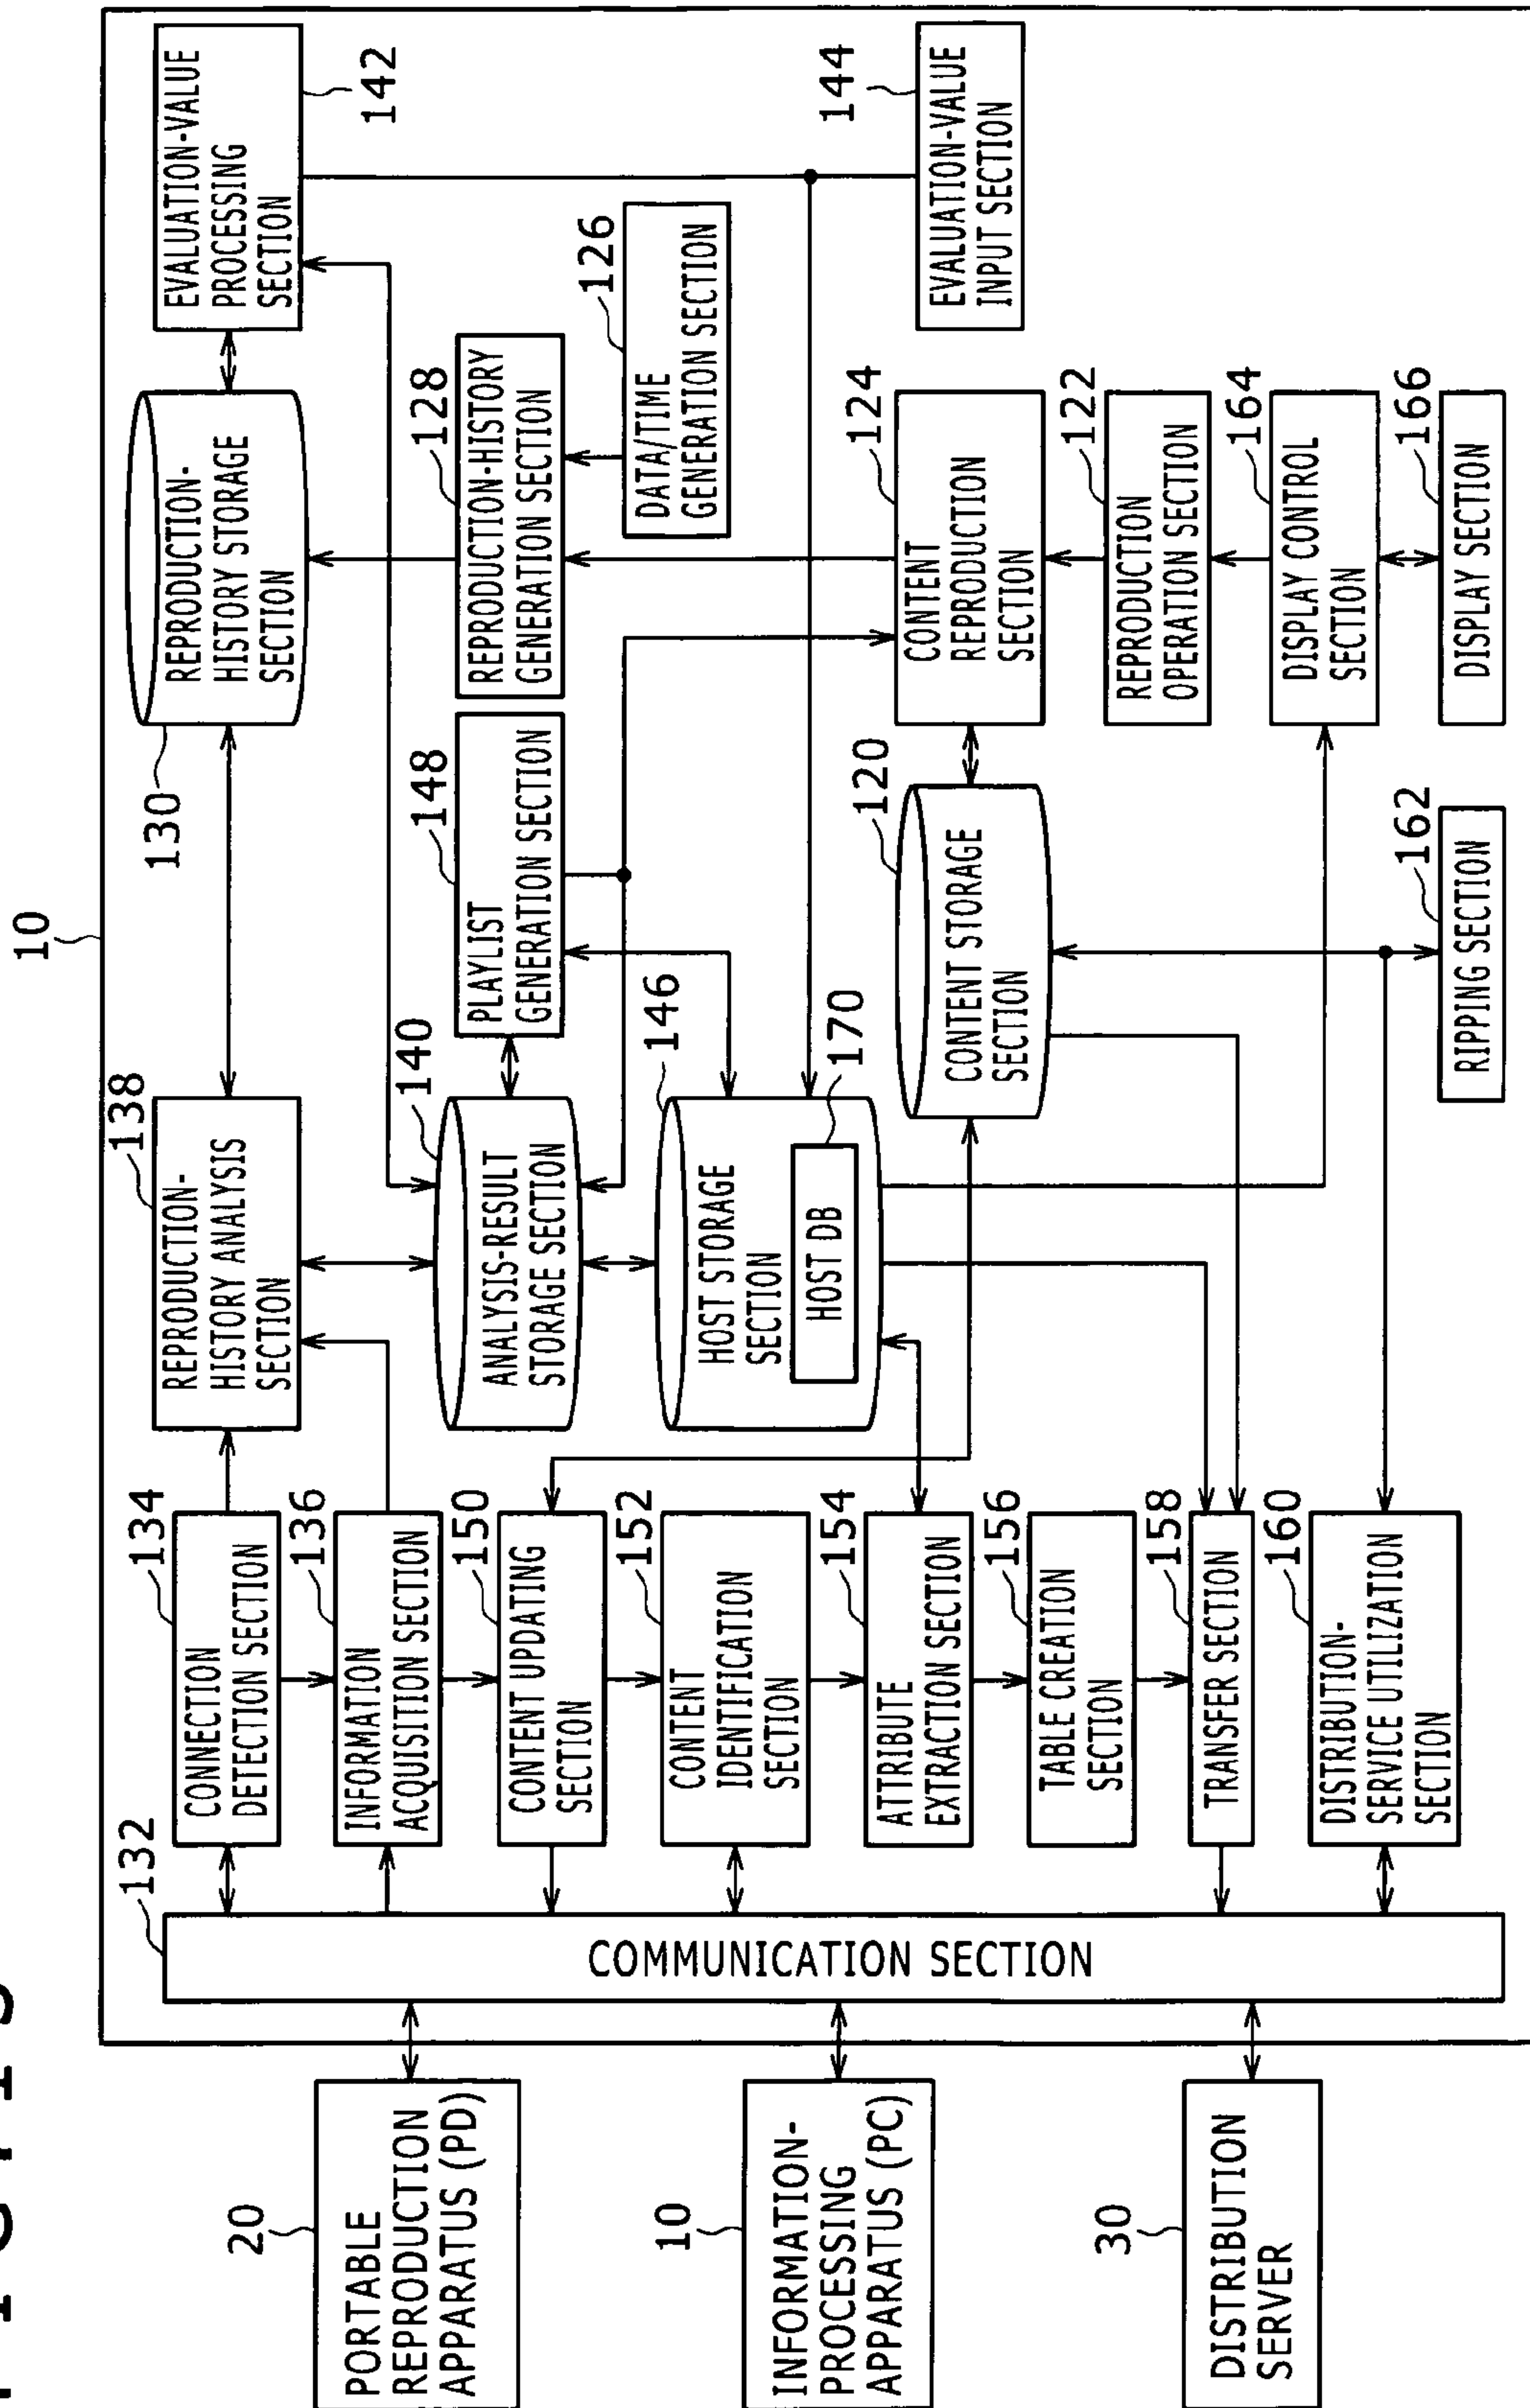 10
20
PORTABLE
REPRODUCTION
APPARATUS (PD)
10
INFORMATION-
PROCESSING
APPARATUS (PC)
30
DISTRIBUTION
SERVER
132
COMMUNICATION SECTION
134
CONNECTION
DETECTION SECTION
136
INFORMATION
ACQUISITION SECTION
150
CONTENT UPDATING
SECTION
152
CONTENT
IDENTIFICATION
SECTION
154
ATTRIBUTE
EXTRACTION SECTION
156
TABLE CREATION
SECTION
158
TRANSFER SECTION
160
DISTRIBUTION-
SERVICE UTILIZATION
SECTION
138
REPRODUCTION-
HISTORY ANALYSIS
SECTION
140
ANALYSIS-RESULT
STORAGE SECTION
146
HOST STORAGE
SECTION
170
HOST DB
148
PLAYLIST
GENERATION SECTION
120
CONTENT STORAGE
SECTION
162
RIPPING SECTION
130
REPRODUCTION-
HISTORY STORAGE
SECTION
128
REPRODUCTION-HISTORY
GENERATION SECTION
126
DATA/TIME
GENERATION SECTION
124
CONTENT
REPRODUCTION
SECTION
122
REPRODUCTION
OPERATION SECTION
164
DISPLAY CONTROL
SECTION
166
DISPLAY SECTION
142
EVALUATION-VALUE
PROCESSING
SECTION
144
EVALUATION-VALUE
INPUT SECTION